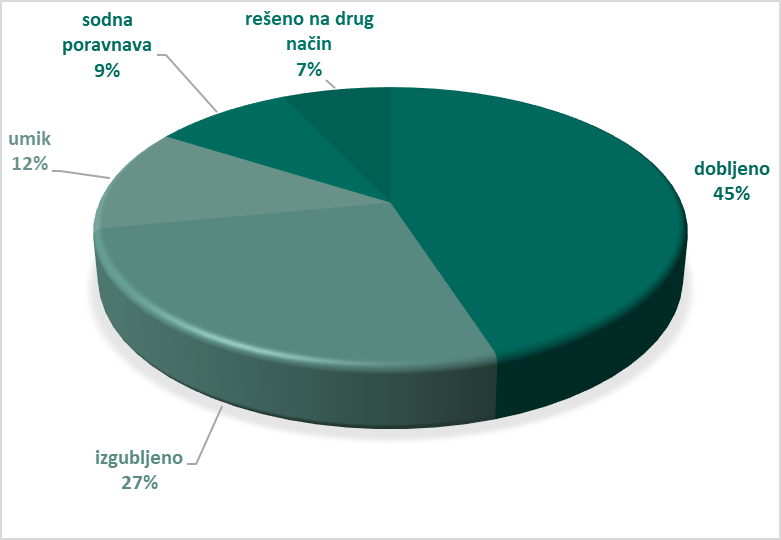 sodna
poravnava
9%
rešeno na drug
način
7%
umik
12%
dobljeno
45%
izgubljeno
27%